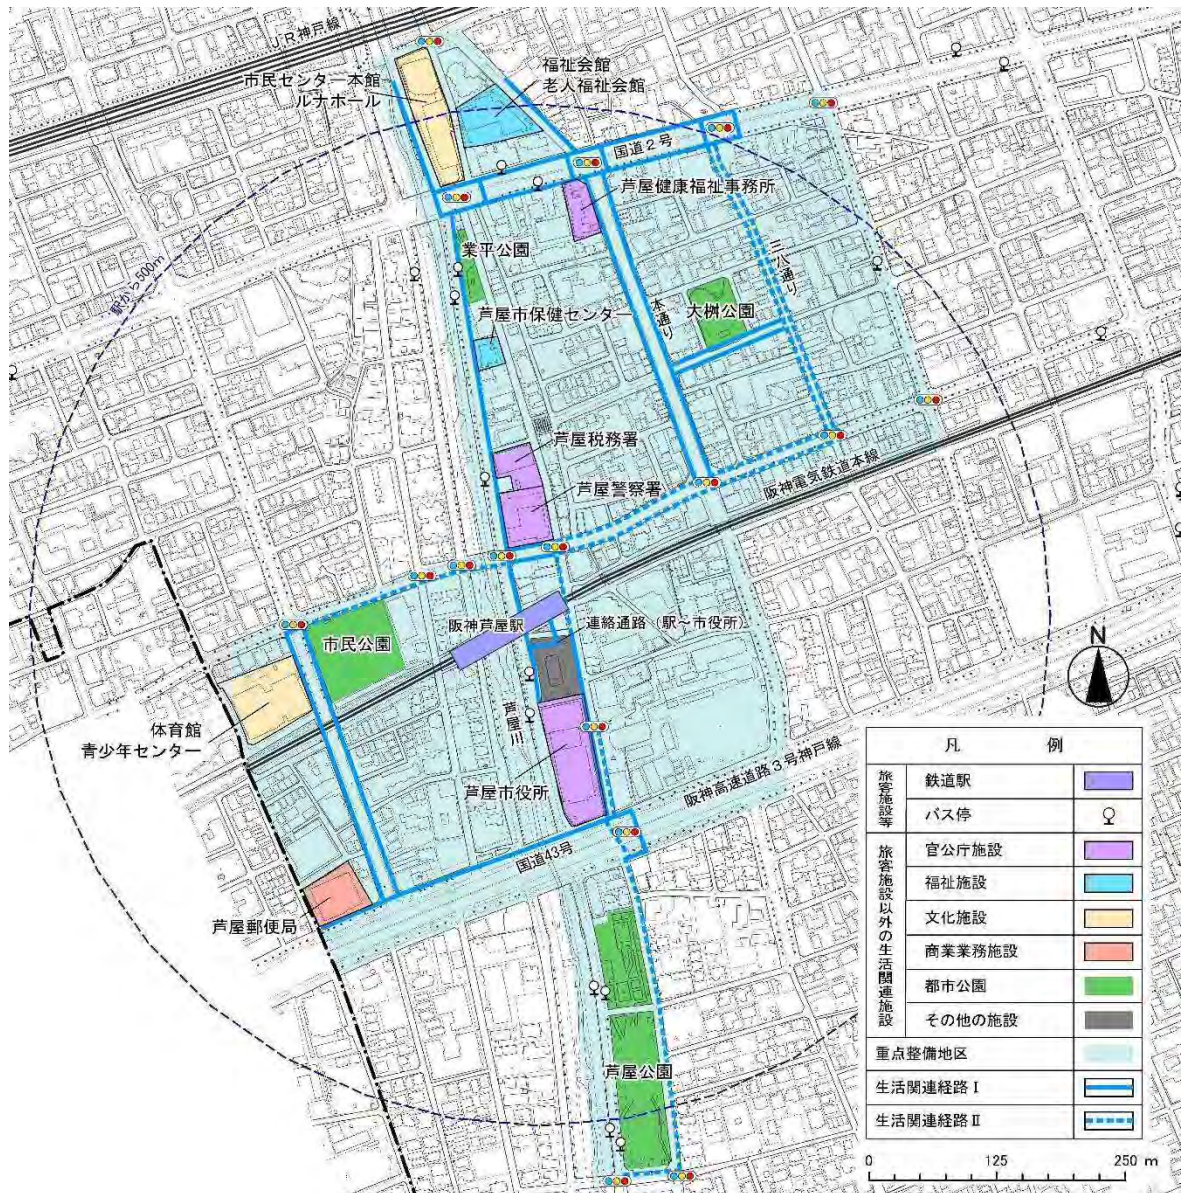 JR神戸線
福祉会館
老人福祉会館
市民センター本館
ルナホール
国道2号
芦屋健康福祉事務所
駅から500m
業平公園
三八通り
芦屋市保健センター
本通り
大桝公園
芦屋税務署
芦屋警察署
阪神電気鉄道本線
市民公園
阪神芦屋駅
連絡通路(駅~市役所)
N
体育館
青少年センター
芦屋川
芦屋市役所
阪神高速道路3号神戸線
国道43号
芦屋郵便局
芦屋公園
凡例
旅客施設等
鉄道駅
バス停
旅客施設以外の生活関連施設
官公庁施設
福祉施設
文化施設
商業業務施設
都市公園
その他の施設
重点整備地区
生活関連経路Ⅰ
生活関連経路Ⅱ
0 125 250 m